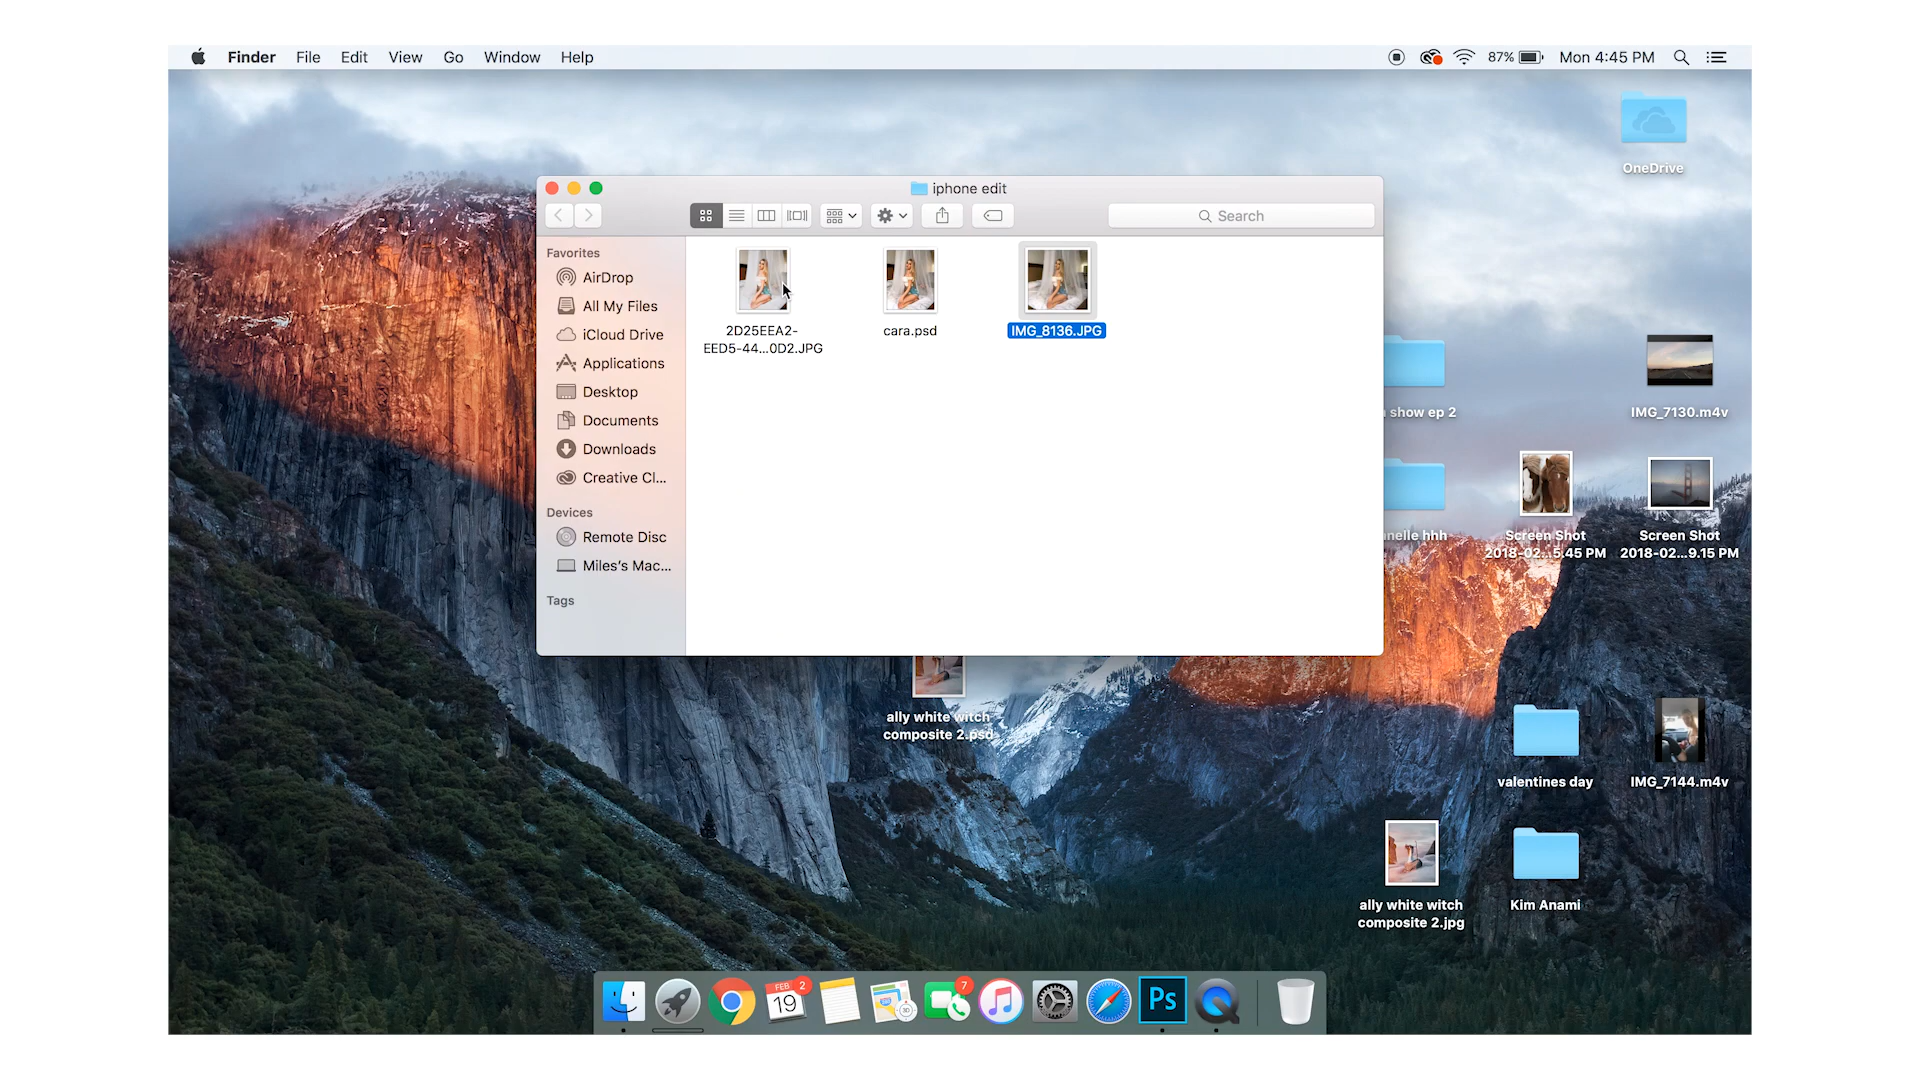 Finder File Edit View Go Window Help 87% Mon 4:45 PM
OneDrive
iphone edit
Search
Favorites
AirDrop
All My Files
iCloud Drive
Applications
Desktop
Documents
Downloads
Creative Cl...
Devices
Remote Disc
Miles's Mac...
Tags
2D25EEA2-
EED5-44...0D2.JPG
cara.psd
IMG_8136.JPG
show ep 2
IMG_7130.m4v
nelle hhh
Screen Shot
2018-02...5.45 PM
Screen Shot
2018-02...9.15 PM
ally white witch
composite 2.psd
valentines day
IMG_7144.m4v
ally white witch
composite 2.jpg
Kim Anami
FEB
19
2
7
Ps